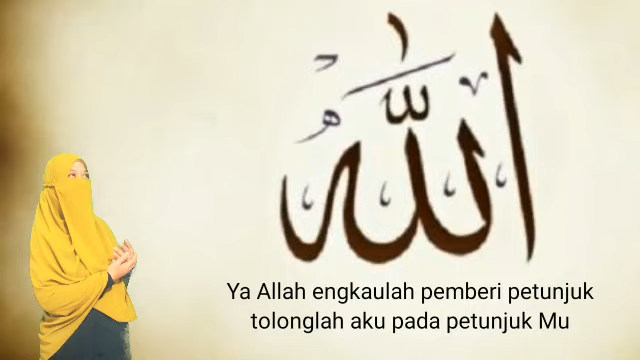 الله
Ya Allah engkaulah pemberi petunjuk
tolonglah aku pada petunjuk Mu